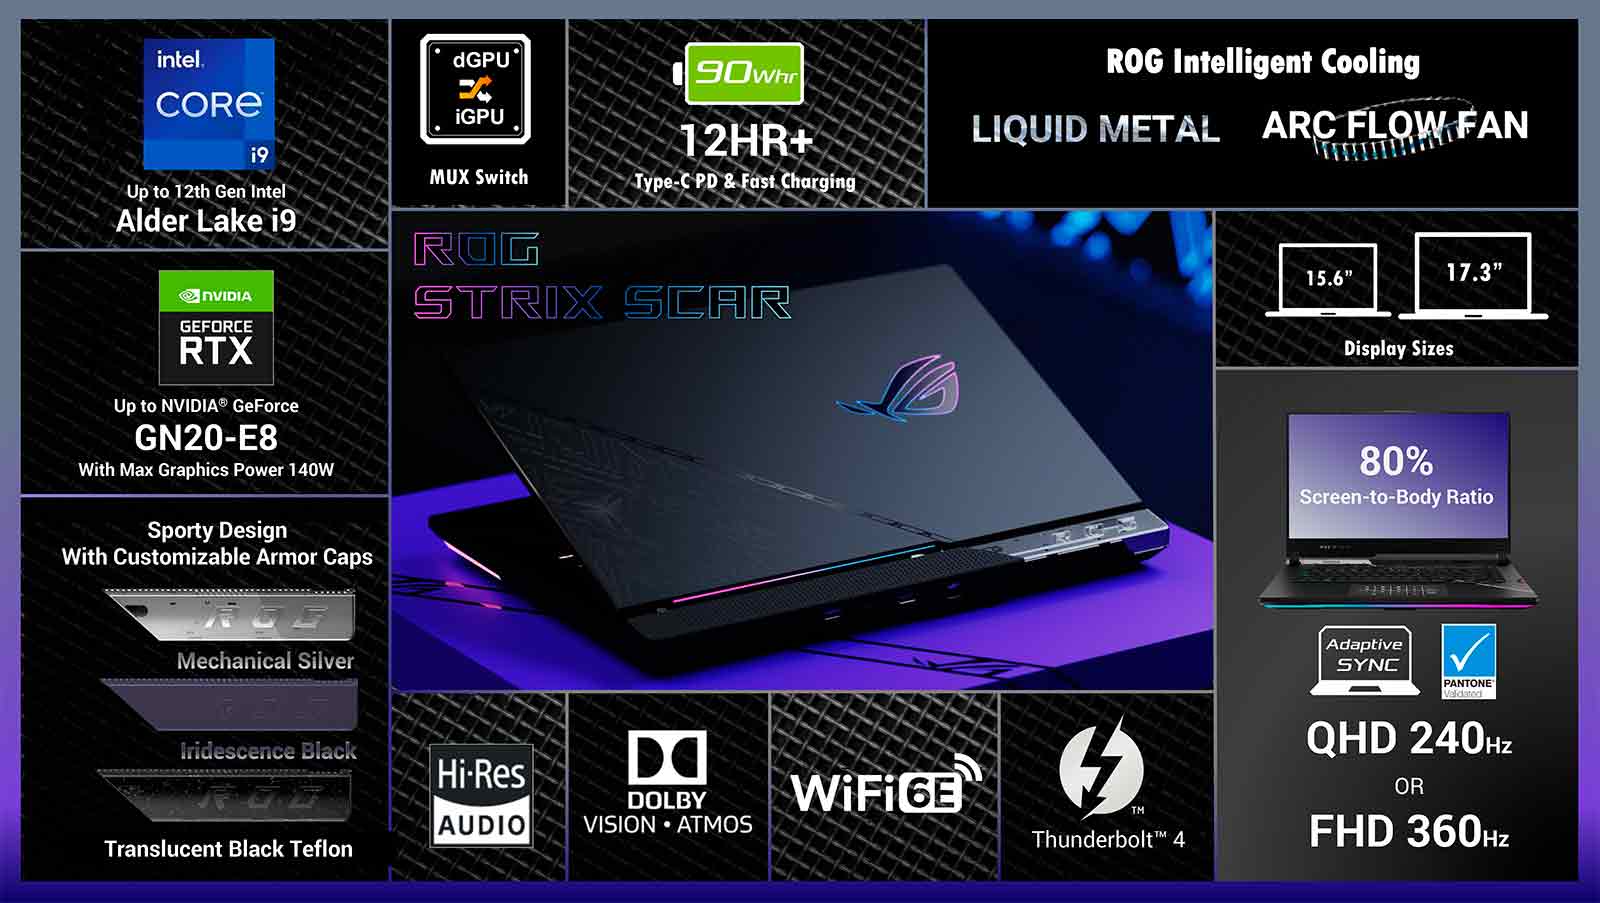 intel.
CORE
i9
Up to 12th Gen Intel
Alder Lake i9
dGPU
iGPU
MUX Switch
90Whr
12HR+
Type-C PD & Fast Charging
ROG Intelligent Cooling
LIQUID METAL
ARC FLOW FAN
NVIDIA
GEFORCE
RTX
Up to NVIDIA® GeForce
GN20-E8
With Max Graphics Power 140W
ROG
STRIX SCAR
15.6”
17.3”
Display Sizes
80%
Screen-to-Body Ratio
Adaptive
SYNC
PANTONE®
Validated
QHD 240Hz
OR
FHD 360Hz
Sporty Design
With Customizable Armor Caps
ROG
Mechanical Silver
ROG
Iridescence Black
ROG
Translucent Black Teflon
Hi-Res
AUDIO
DOLBY
VISION • ATMOS
WiFi 6E
Thunderbolt™ 4